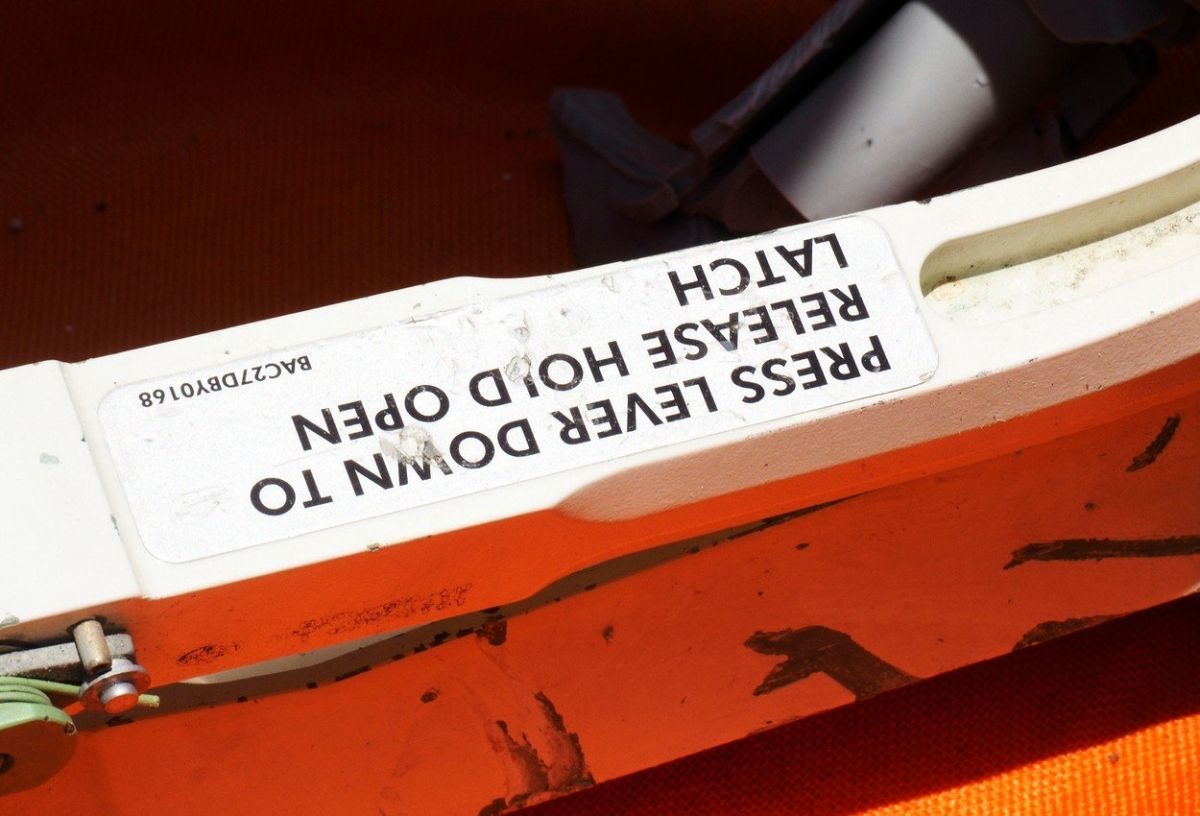 PRESS LEVER DOWN TO
RELEASE HOLD OPEN
LATCH
BAC27DBY0168